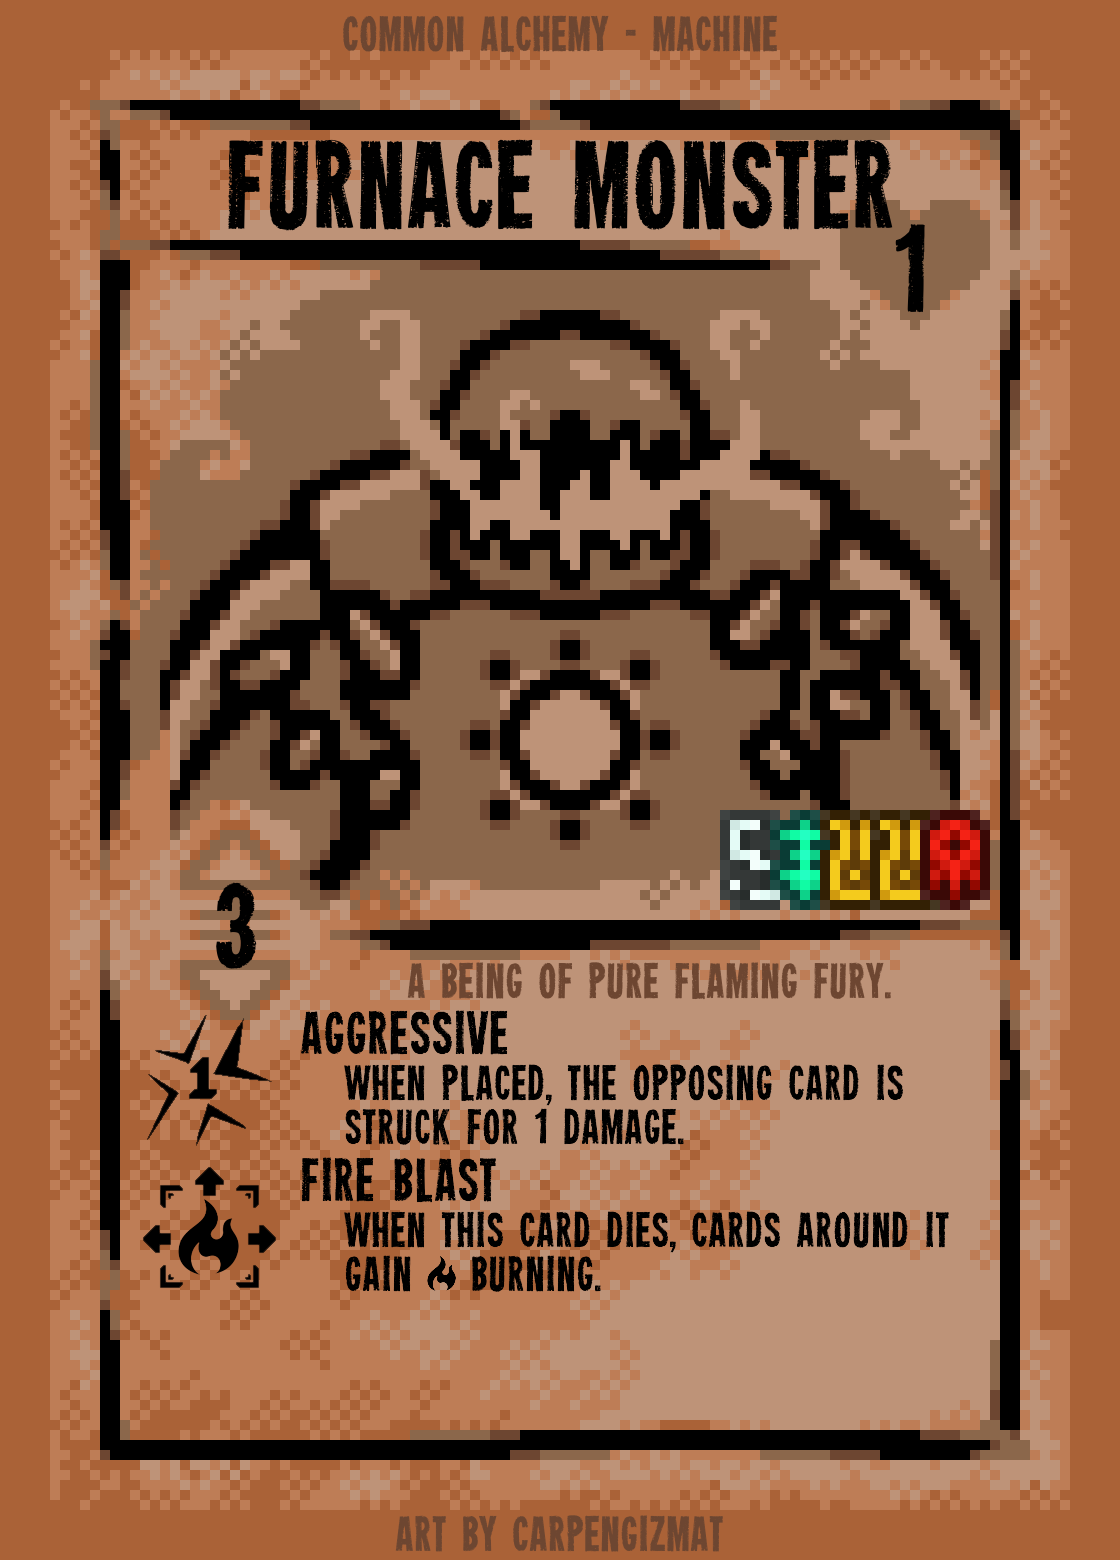 COMMON ALCHEMY - MACHINE
FURNACE MONSTER
1
3
A BEING OF PURE FLAMING FURY.
AGGRESSIVE
1
WHEN PLACED, THE OPPOSING CARD IS
STRUCK FOR 1 DAMAGE.
FIRE BLAST
WHEN THIS CARD DIES, CARDS AROUND IT
GAIN BURNING.
ART BY CARPENGIZMAT